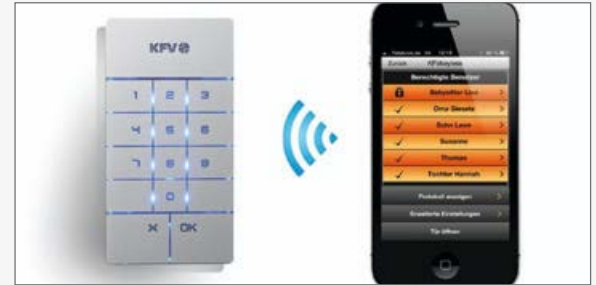 KFV
1 2 3
4 5 6
7 8 9
0
X OK
Zurück KFVkeyless
Berechtigte Benutzer
Babysitter Lisa
Oma Renate
Sohn Leon
Susanne
Thomas
Tochter Hannah
Protokoll anzeigen
Erweiterte Einstellungen
Tür öffnen